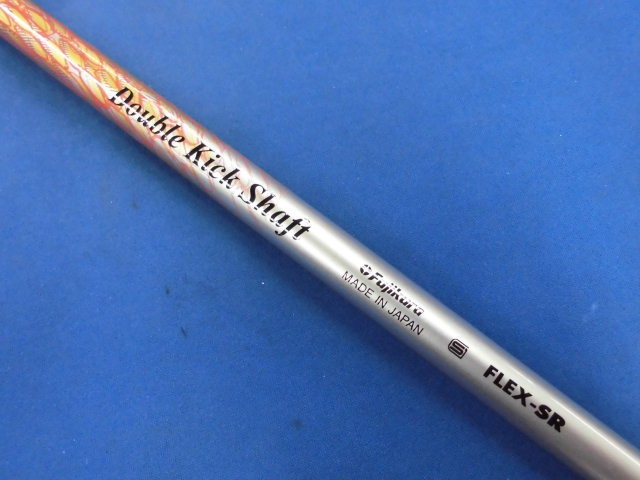 Double Kick Shaft
Fujikura
MADE IN JAPAN
S
FLEX-SR